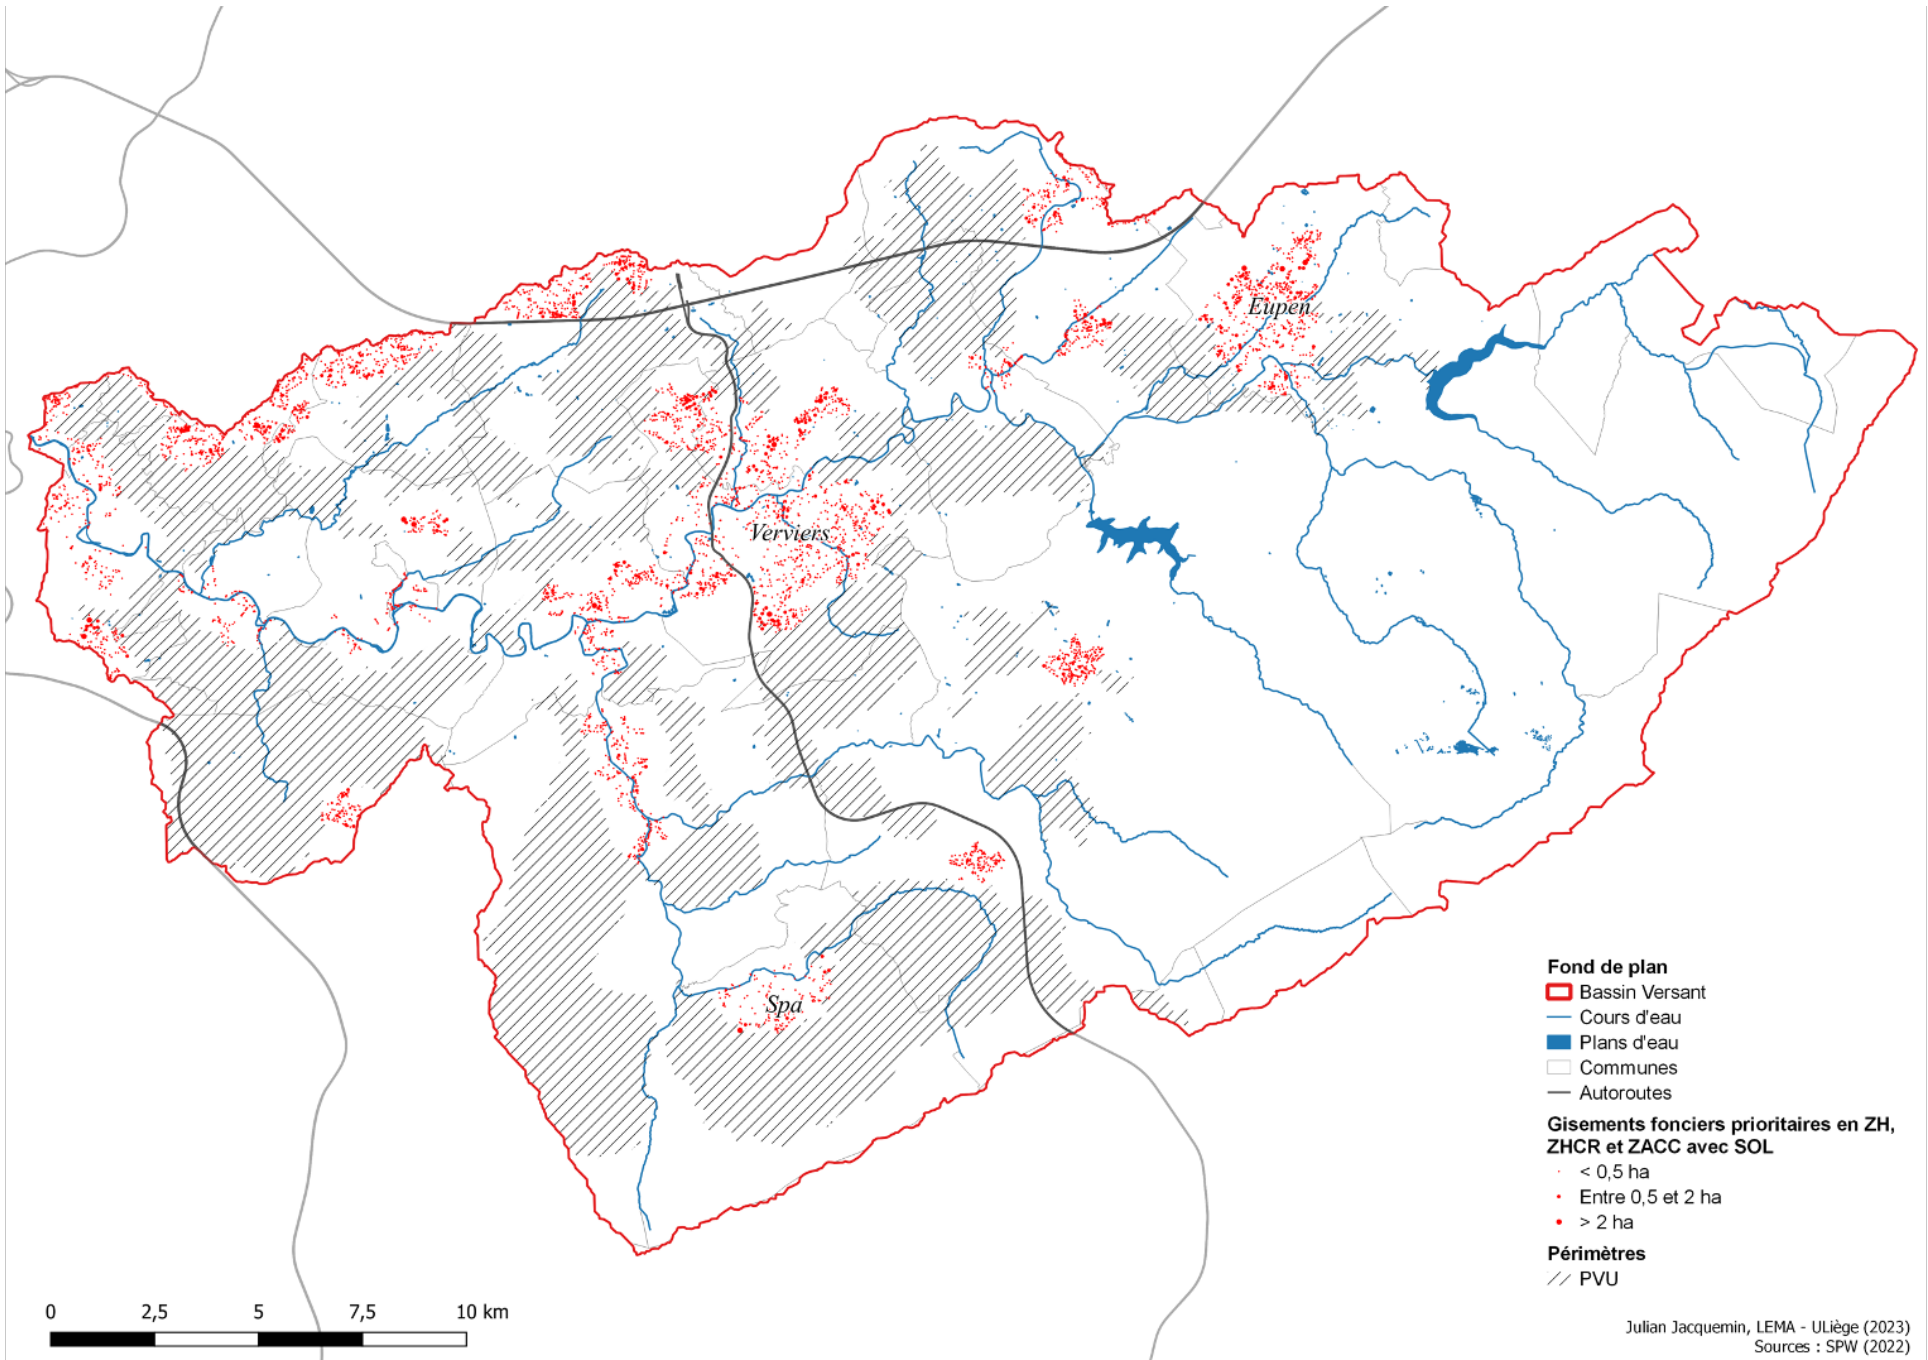 Eupen
Verviers
Spa
Fond de plan
Bassin Versant
Cours d'eau
Plans d'eau
Communes
Autoroutes
Gisements fonciers prioritaires en ZH,
ZHCR et ZACC avec SOL
< 0,5 ha
Entre 0,5 et 2 ha
> 2 ha
Périmètres
PVU
0 2,5 5 7,5 10 km
Julian Jacquemin, LEMA - ULiège (2023)
Sources : SPW (2022)